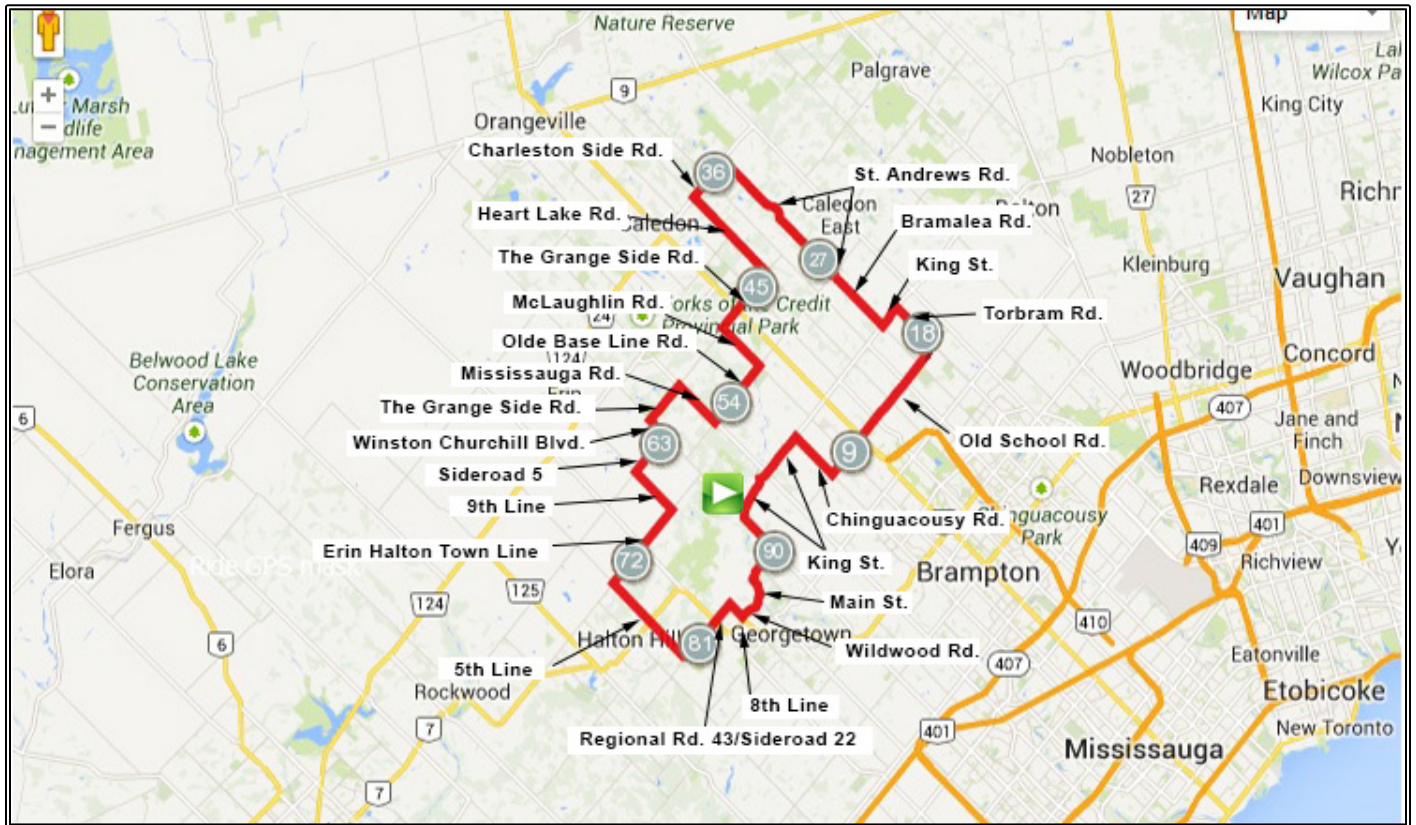 Nature Reserve
Map
Palgrave
9
King City
Orangeville
Charleston Side Rd.
36
St. Andrews Rd.
Nobleton
27
Caledon
East
Heart Lake Rd.
Bramalea Rd.
The Grange Side Rd.
27
King St.
Kleinburg
Vaughan
45
McLaughlin Rd.
24
Provincial Park
Torbram Rd.
18
Olde Base Line Rd.
Concord
Belwood Lake
Conservation
Area
Mississauga Rd.
Woodbridge
54
The Grange Side Rd.
407
Jane and
Finch
6
Winston Churchill Blvd.
63
9
Old School Rd.
Sideroad 5
Rexdale
Downsview
9th Line
Chinguacousy Rd.
Park
401
Fergus
Erin Halton Town Line
90
409
Richview
Elora
72
King St.
Brampton
125
124
Main St.
410
6
Halton Hill
81
Georgetown
Wildwood Rd.
Eatonville
5th Line
407
Rockwood
8th Line
Etobicoke
7
Regional Rd. 43/Sideroad 22
401
New Toronto
Mississauga
7